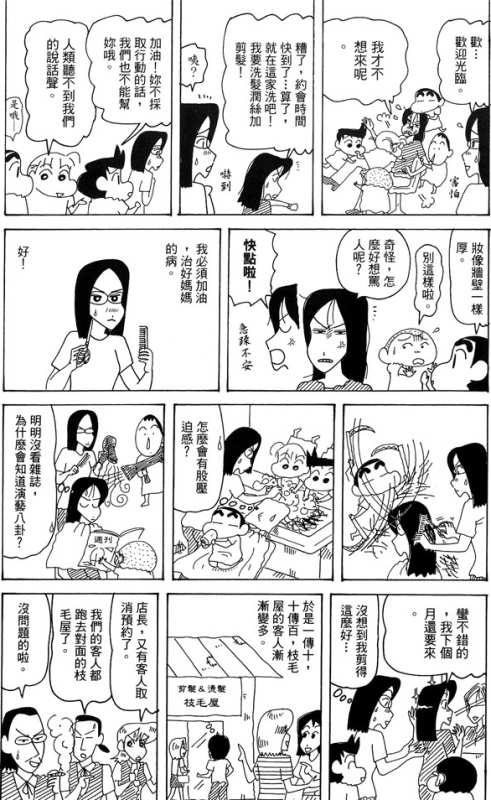 歡…
歡迎光臨。
我才不
想來呢
。
害怕
糟了，約會時間
快到了…算了，
就在這家洗吧！
我要洗髮潤絲加
剪髮！
嚇到
咦？
加油！妳不採
取行動的話，
我們也不能幫
妳哦。
人類聽不到我們
的說話聲。
是哦
妝像牆壁一樣
厚。
別這樣啦。
奇怪，怎
麼好想罵
人呢？
快點啦！
急躁不安
我必須加油
，治好媽媽
的病。
好！
怎麼會有股壓
迫感？
週刊
明明沒看雜誌，
為什麼會知道演藝八卦？
蠻不錯的
，我下個
月還要來
沒想到我剪得
這麼好…
於是一傳十，
十傳百，枝毛
屋的客人漸
漸變多。
剪髮&燙髮
枝毛屋
店長，又有客人取
消預約了。
我們的客人都
跑去對面的枝
毛屋了。
沒問題的啦。